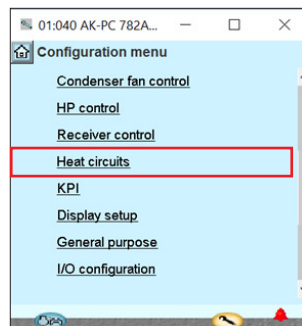 01:040 AK-PC 782A...
Configuration menu
Condenser fan control
HP control
Receiver control
Heat circuits
KPI
Display setup
General purpose
I/O configuration